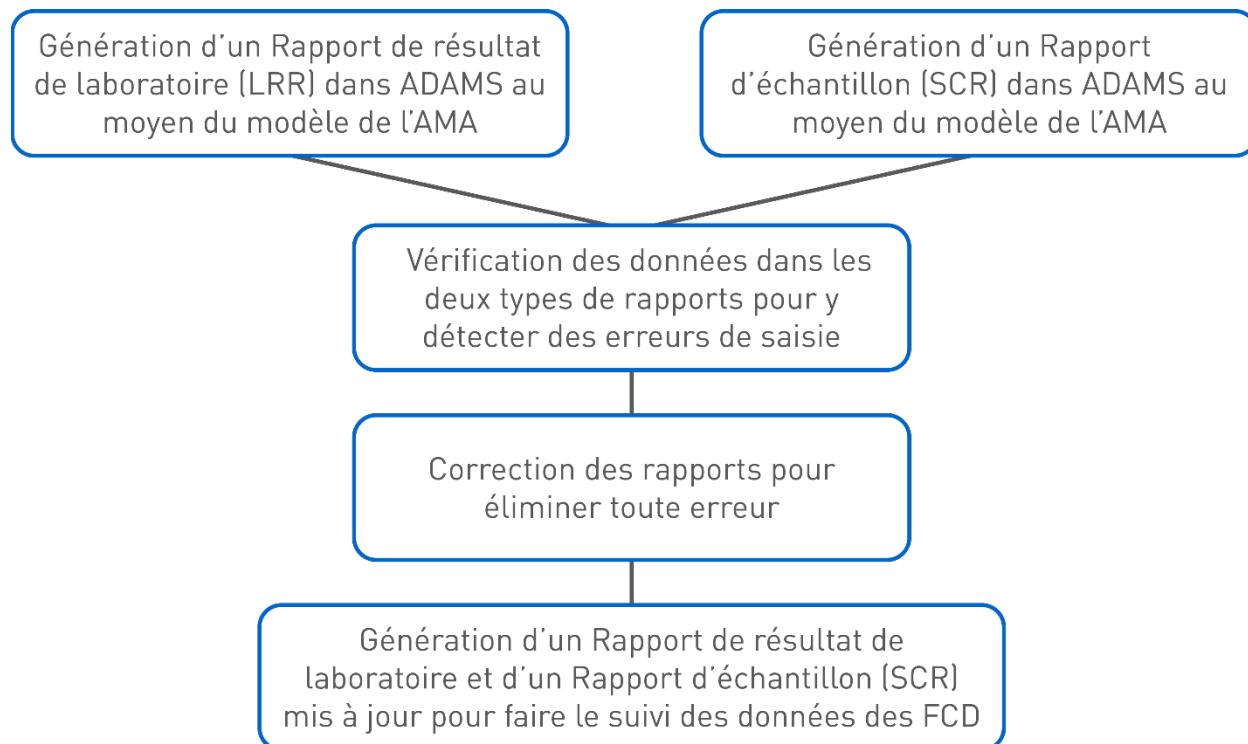 Génération d’un Rapport de résultat
de laboratoire (LRR) dans ADAMS au
moyen du modèle de l’AMA
Génération d’un Rapport
d’échantillon (SCR) dans ADAMS au
moyen du modèle de l’AMA
Vérification des données dans les
deux types de rapports pour y
détecter des erreurs de saisie
Correction des rapports pour
éliminer toute erreur
Génération d’un Rapport de résultat de
laboratoire et d’un Rapport d’échantillon (SCR)
mis à jour pour faire le suivi des données des FCD